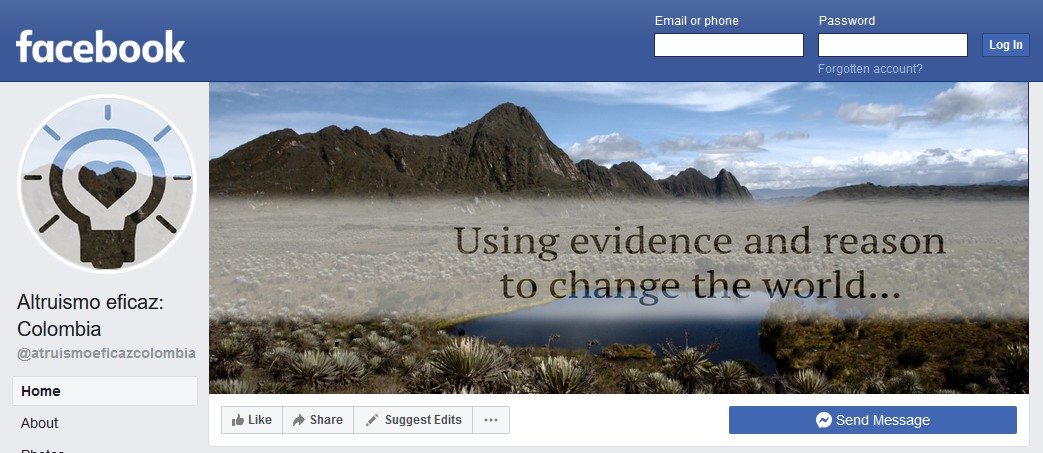 facebook
Email or phone
Password
Log In
Forgotten account?
Using evidence and reason
to change the world...
Altruismo eficaz:
Colombia
@atruismoeficazcolombia
Home
About
Like
Share
Suggest Edits
Send Message